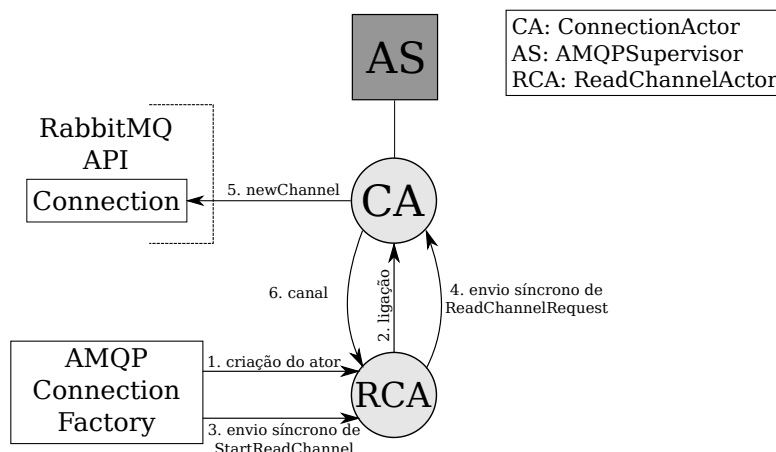 AS
CA: ConnectionActor
AS: AMQPSupervisor
RCA: ReadChannelActor
RabbitMQ
API
Connection
5. newChannel
CA
6. canal
2. ligação
4. envio síncrono de
ReadChannelRequest
AMQP
Connection
Factory
1. criação do ator
RCA
3. envio síncrono de
StartReadChannel